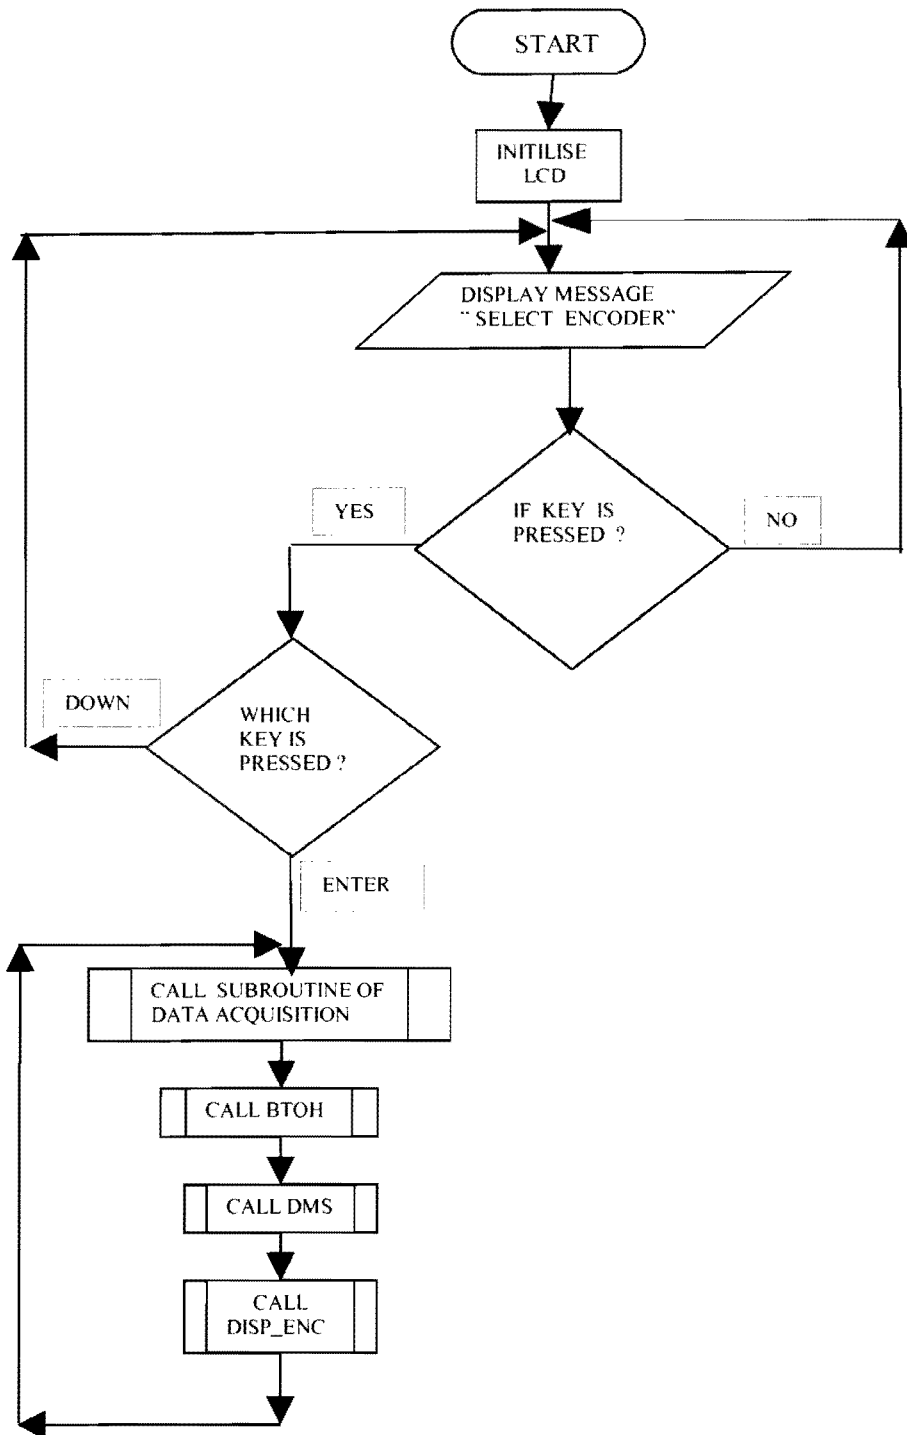 START
INITILISE
LCD
DISPLAY MESSAGE
" SELECT ENCODER"
IF KEY IS
PRESSED ?
YES
NO
DOWN
WHICH
KEY IS
PRESSED ?
ENTER
CALL SUBROUTINE OF
DATA ACQUISITION
CALL BTOH
CALL DMS
CALL
DISP_ENC